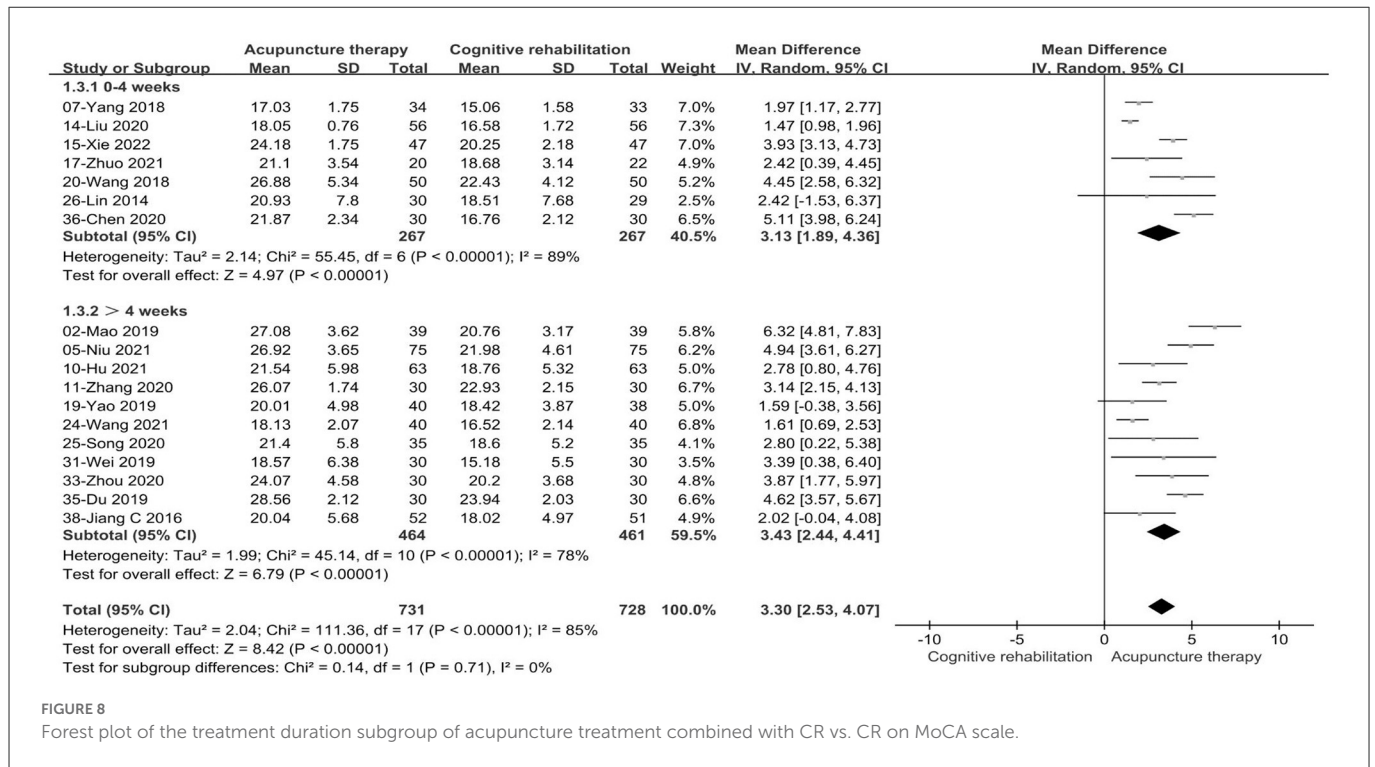 Acupuncture therapy Cognitive rehabilitation Mean Difference Mean Difference
Study or Subgroup Mean SD Total Mean SD Total Weight IV, Random, 95% CI IV, Random, 95% CI
1.3.1 0-4 weeks
07-Yang 2018 17.03 1.75 34 15.06 1.58 33 7.0% 1.97 [1.17, 2.77]
14-Liu 2020 18.05 0.76 56 16.58 1.72 56 7.3% 1.47 [0.98, 1.96]
15-Xie 2022 24.18 1.75 47 20.25 2.18 47 7.0% 3.93 [3.13, 4.73]
17-Zhuo 2021 21.1 3.54 20 18.68 3.14 22 4.9% 2.42 [0.39, 4.45]
20-Wang 2018 26.88 5.34 50 22.43 4.12 50 5.2% 4.45 [2.58, 6.32]
26-Lin 2014 20.93 7.8 30 18.51 7.68 29 2.5% 2.42 [-1.53, 6.37]
36-Chen 2020 21.87 2.34 30 16.76 2.12 30 6.5% 5.11 [3.98, 6.24]
Subtotal (95% CI) 267 267 40.5% 3.13 [1.89, 4.36]
Heterogeneity: Tau² = 2.14; Chi² = 55.45, df = 6 (P < 0.00001); I² = 89%
Test for overall effect: Z = 4.97 (P < 0.00001)
1.3.2 > 4 weeks
02-Mao 2019 27.08 3.62 39 20.76 3.17 39 5.8% 6.32 [4.81, 7.83]
05-Niu 2021 26.92 3.65 75 21.98 4.61 75 6.2% 4.94 [3.61, 6.27]
10-Hu 2021 21.54 5.98 63 18.76 5.32 63 5.0% 2.78 [0.80, 4.76]
11-Zhang 2020 26.07 1.74 30 22.93 2.15 30 6.7% 3.14 [2.15, 4.13]
19-Yao 2019 20.01 4.98 40 18.42 3.87 38 5.0% 1.59 [-0.38, 3.56]
24-Wang 2021 18.13 2.07 40 16.52 2.14 40 6.8% 1.61 [0.69, 2.53]
25-Song 2020 21.4 5.8 35 18.6 5.2 35 4.1% 2.80 [0.22, 5.38]
31-Wei 2019 18.57 6.38 30 15.18 5.5 30 3.5% 3.39 [0.38, 6.40]
33-Zhou 2020 24.07 4.58 30 20.2 3.68 30 4.8% 3.87 [1.77, 5.97]
35-Du 2019 28.56 2.12 30 23.94 2.03 30 6.6% 4.62 [3.57, 5.67]
38-Jiang C 2016 20.04 5.68 52 18.02 4.97 51 4.9% 2.02 [-0.04, 4.08]
Subtotal (95% CI) 464 461 59.5% 3.43 [2.44, 4.41]
Heterogeneity: Tau² = 1.99; Chi² = 45.14, df = 10 (P < 0.00001); I² = 78%
Test for overall effect: Z = 6.79 (P < 0.00001)
Total (95% CI) 731 728 100.0% 3.30 [2.53, 4.07]
Heterogeneity: Tau² = 2.04; Chi² = 111.36, df = 17 (P < 0.00001); I² = 85%
Test for overall effect: Z = 8.42 (P < 0.00001)
Test for subgroup differences: Chi² = 0.14, df = 1 (P = 0.71), I² = 0%
-10 -5 0 5 10
Cognitive rehabilitation Acupuncture therapy
FIGURE 8
Forest plot of the treatment duration subgroup of acupuncture treatment combined with CR vs. CR on MoCA scale.